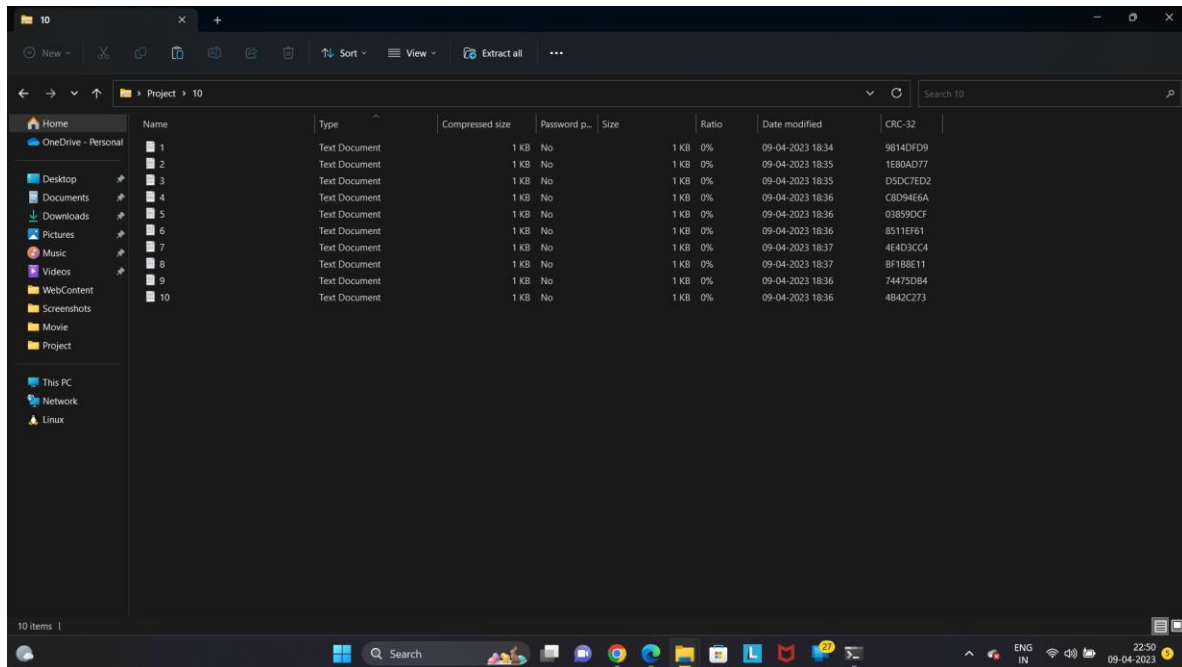 10
New Sort View Extract all
Project > 10 Search 10
Home
OneDrive - Personal
Desktop
Documents
Downloads
Pictures
Music
Videos
WebContent
Screenshots
Movie
Project
This PC
Network
Linux
Name Type Compressed size Password p... Size Ratio Date modified CRC-32
1 Text Document 1 KB No 1 KB 0% 09-04-2023 18:34 9814DFD9
2 Text Document 1 KB No 1 KB 0% 09-04-2023 18:35 1E80AD77
3 Text Document 1 KB No 1 KB 0% 09-04-2023 18:35 D5DC7ED2
4 Text Document 1 KB No 1 KB 0% 09-04-2023 18:36 C8D94E6A
5 Text Document 1 KB No 1 KB 0% 09-04-2023 18:36 03859DCF
6 Text Document 1 KB No 1 KB 0% 09-04-2023 18:36 8511EF61
7 Text Document 1 KB No 1 KB 0% 09-04-2023 18:37 4E4D3CC4
8 Text Document 1 KB No 1 KB 0% 09-04-2023 18:37 BF1B8E11
9 Text Document 1 KB No 1 KB 0% 09-04-2023 18:36 74475DB4
10 Text Document 1 KB No 1 KB 0% 09-04-2023 18:36 4B42C273
10 items
Search 27 ENG 22:50
IN 09-04-2023 5